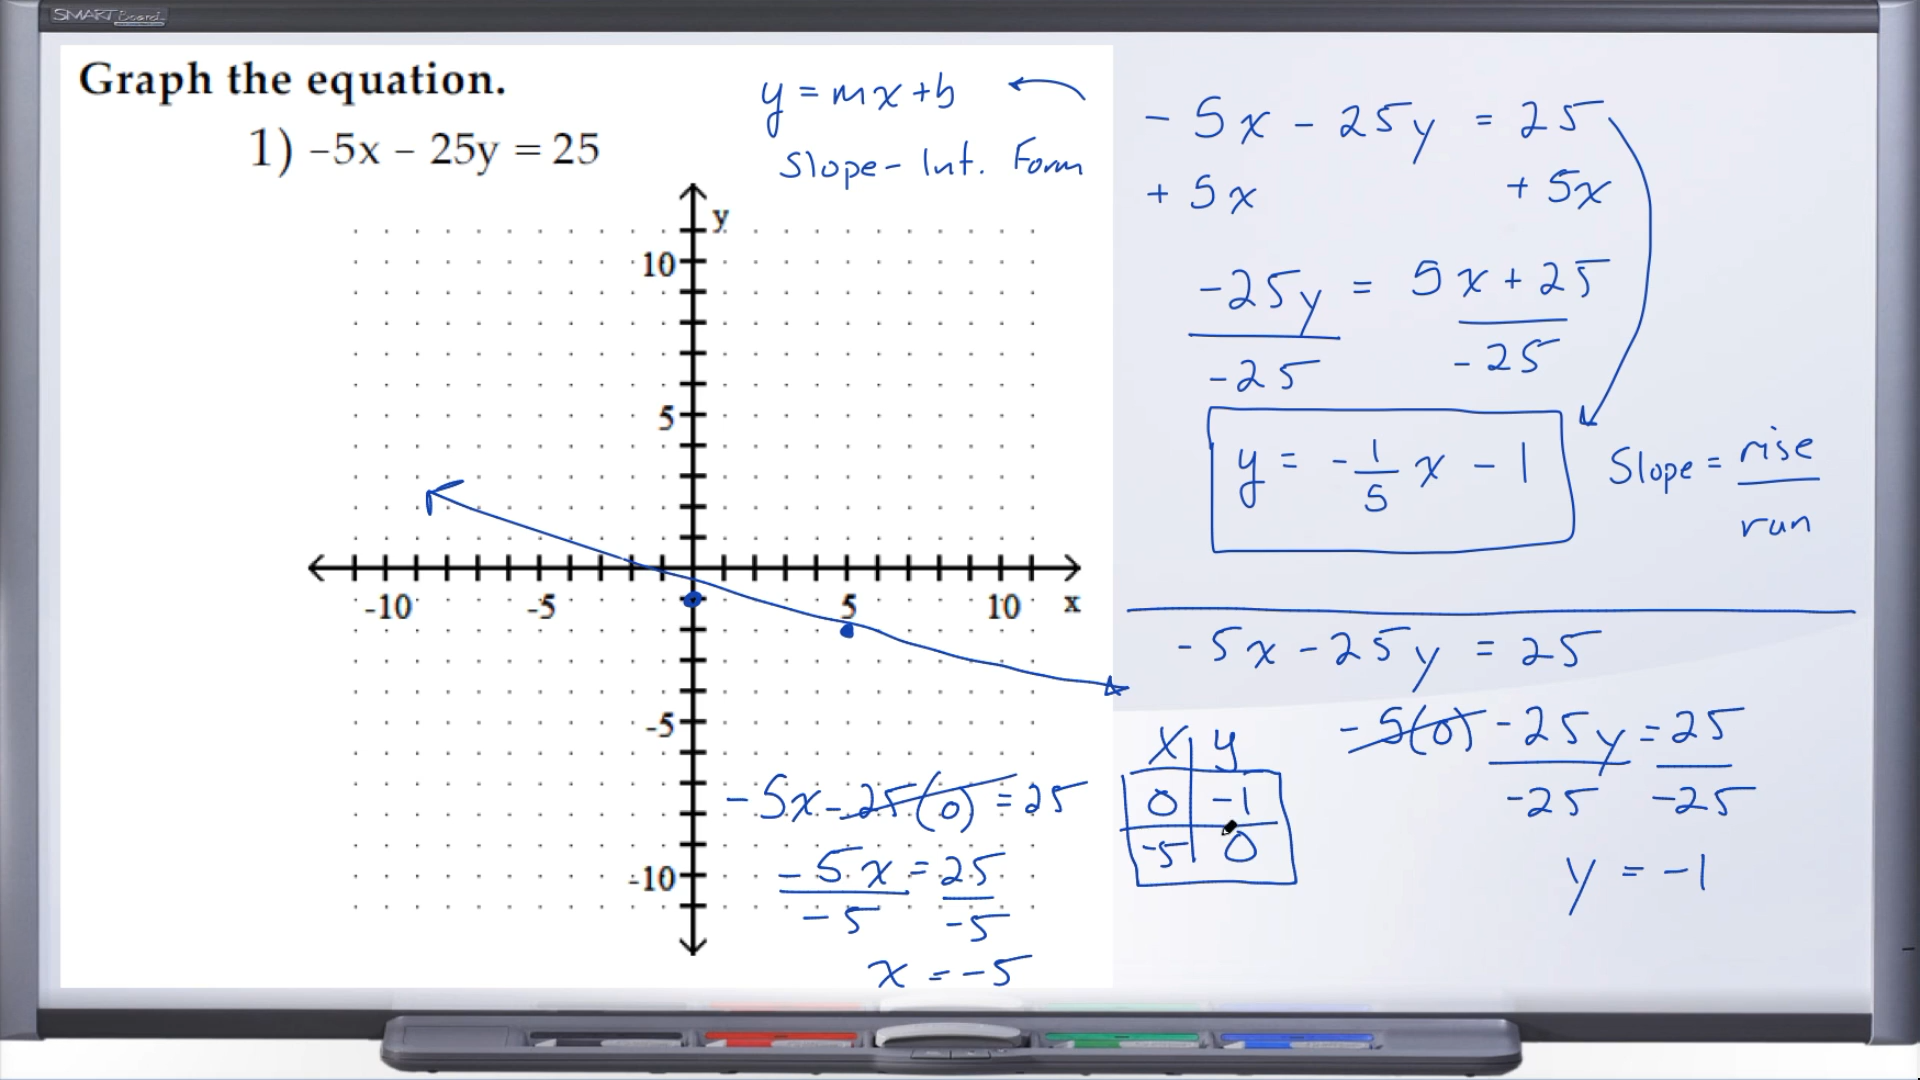 SMART Board
Graph the equation.
1) -5x - 25y = 25
y = mx + b
Slope - Int. Form
y
10
5
-10
-5
5
10
x
-5
-10
-5x - 25(0) = 25
-5x = 25
-5 -5
x = -5
-5x - 25y = 25
+ 5x + 5x
-25y = 5x + 25
-25 -25
y = -1/5 x - 1
Slope = rise
run
-5x - 25y = 25
-5(0) - 25y = 25
-25 -25
y = -1
x y
0 -1
-5 0